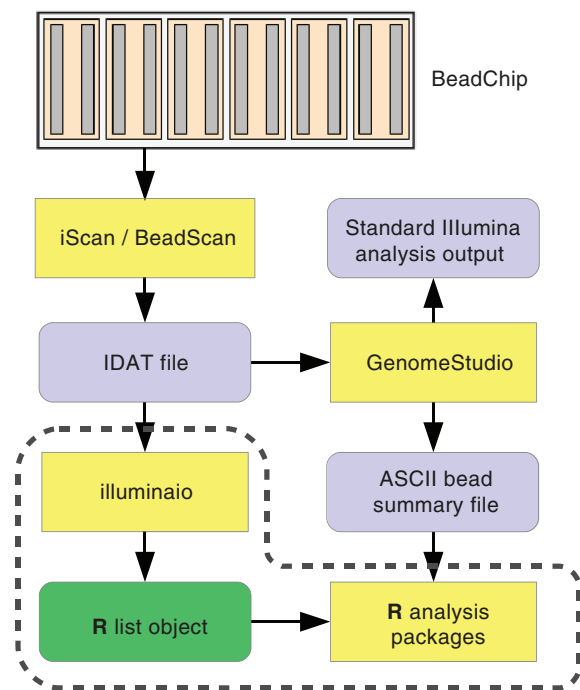 BeadChip
iScan / BeadScan
Standard IIlumina
analysis output
IDAT file
GenomeStudio
illuminaio
ASCII bead
summary file
R list object
R analysis
packages